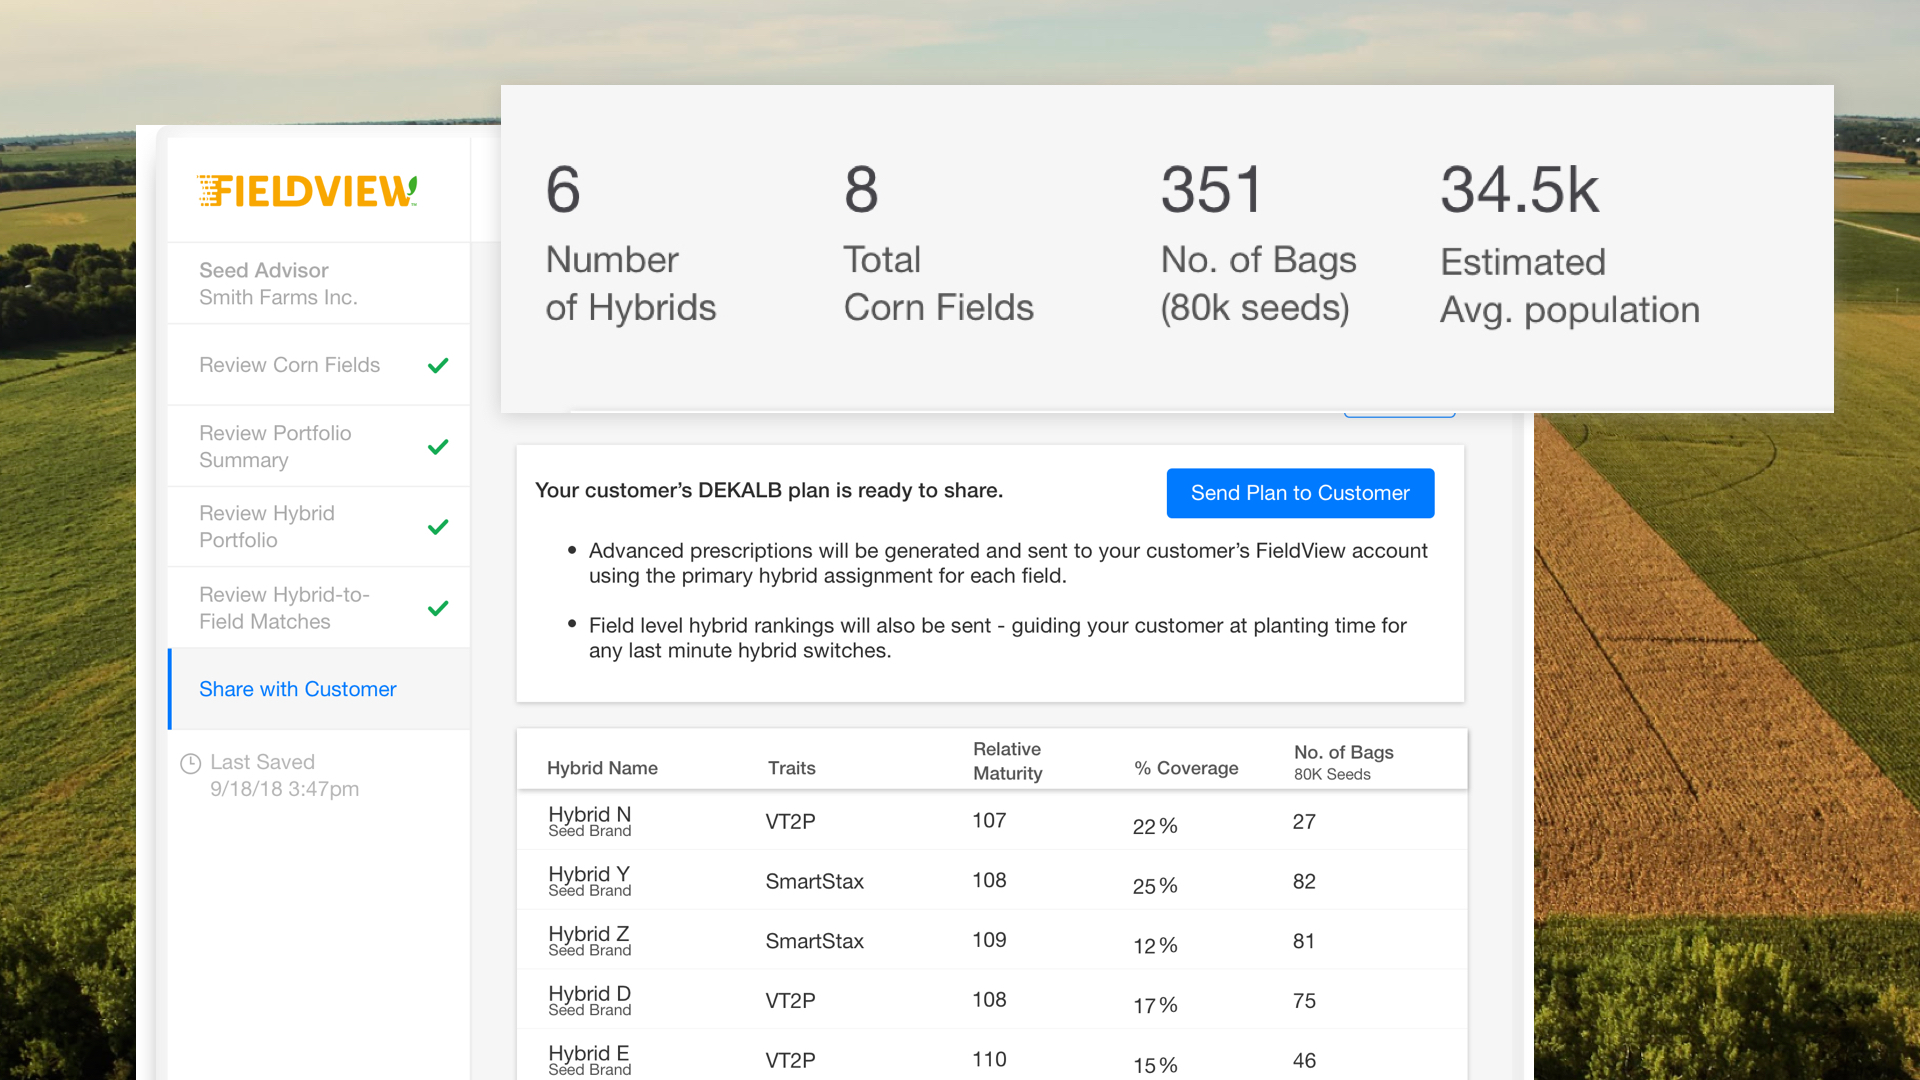 FIELDVIEW™
Seed Advisor
Smith Farms Inc.
Review Corn Fields
Review Portfolio
Summary
Review Hybrid
Portfolio
Review Hybrid-to-
Field Matches
Share with Customer
Last Saved
9/18/18 3:47pm
6
Number
of Hybrids
8
Total
Corn Fields
351
No. of Bags
(80k seeds)
34.5k
Estimated
Avg. population
Your customer’s DEKALB plan is ready to share.
Send Plan to Customer
• Advanced prescriptions will be generated and sent to your customer’s FieldView account
using the primary hybrid assignment for each field.
• Field level hybrid rankings will also be sent - guiding your customer at planting time for
any last minute hybrid switches.
Hybrid Name Traits Relative Maturity % Coverage No. of Bags 80K Seeds
Hybrid N VT2P 107 22% 27
Seed Brand
Hybrid Y SmartStax 108 25% 82
Seed Brand
Hybrid Z SmartStax 109 12% 81
Seed Brand
Hybrid D VT2P 108 17% 75
Seed Brand
Hybrid E VT2P 110 15% 46
Seed Brand